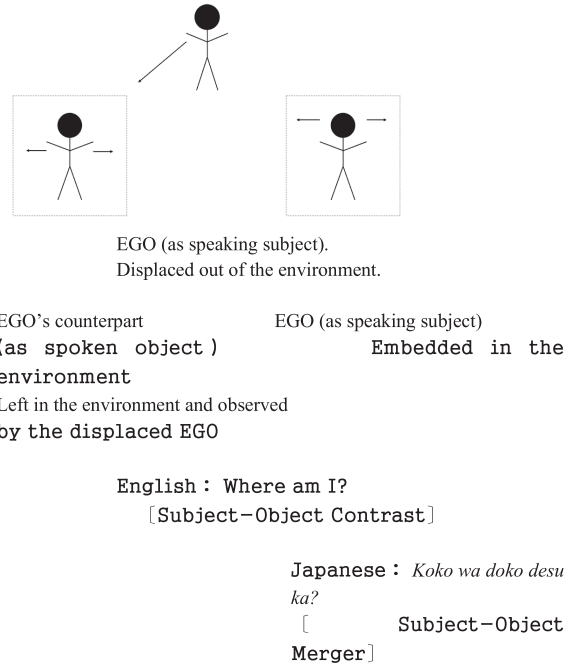 EGO (as speaking subject).
Displaced out of the environment.
EGO’s counterpart EGO (as speaking subject)
(as spoken object ) Embedded in the
environment
Left in the environment and observed
by the displaced EGO
English : Where am I?
[Subject-Object Contrast]
Japanese : Koko wa doko desu
ka?
[ Subject-Object
Merger]